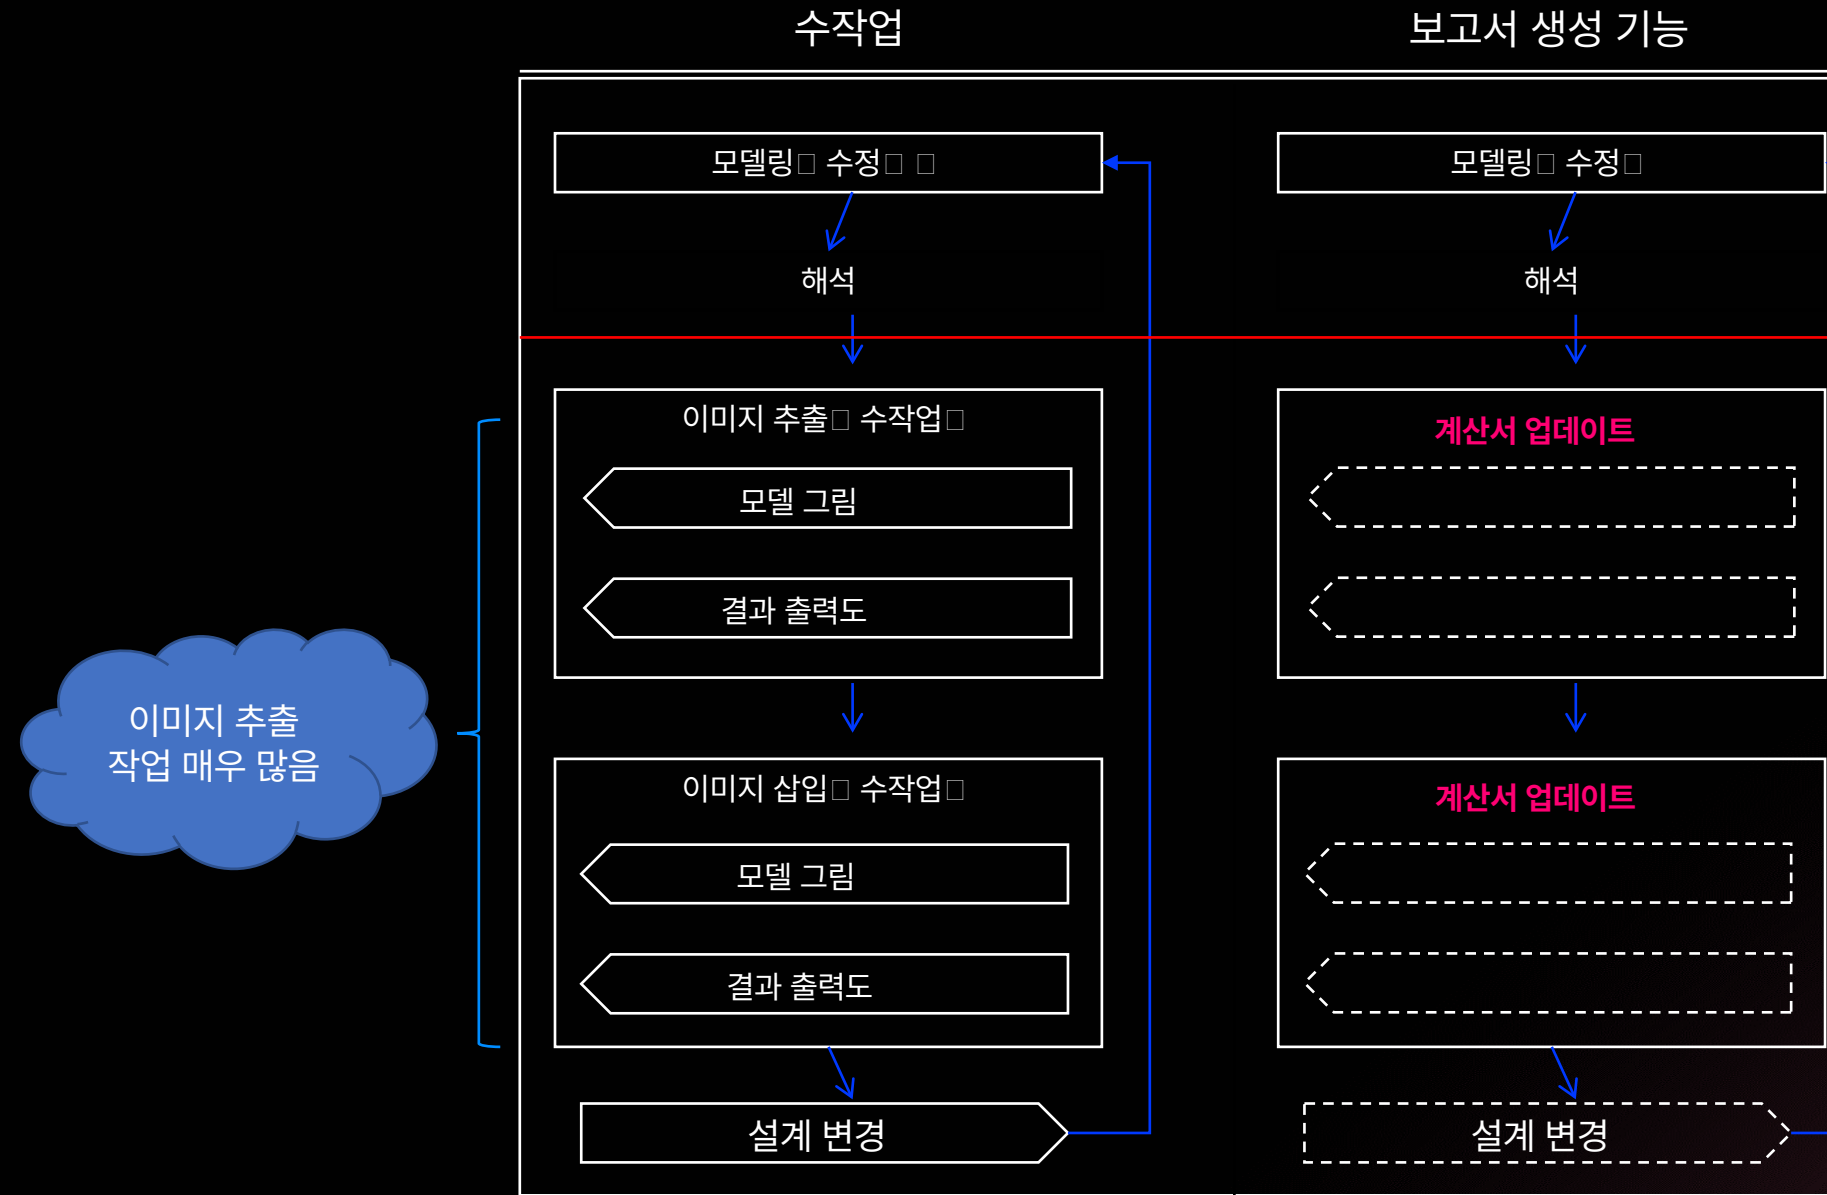 수작업
보고서 생성 기능
모델링□ 수정□ □
모델링□ 수정□
해석
해석
이미지 추출□ 수작업□
계산서 업데이트
모델 그림
결과 출력도
이미지 추출
작업 매우 많음
이미지 삽입□ 수작업□
계산서 업데이트
모델 그림
결과 출력도
설계 변경
설계 변경